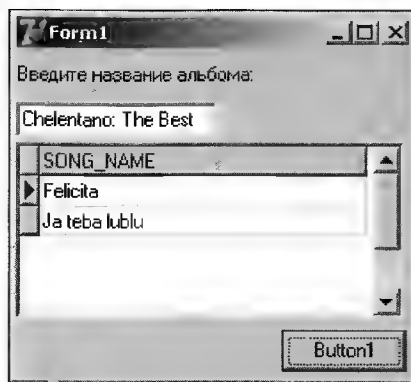 Form1
Введите название альбома:
Chelentano: The Best
SONG_NAME
Felicita
Ja teba lublu
Button1